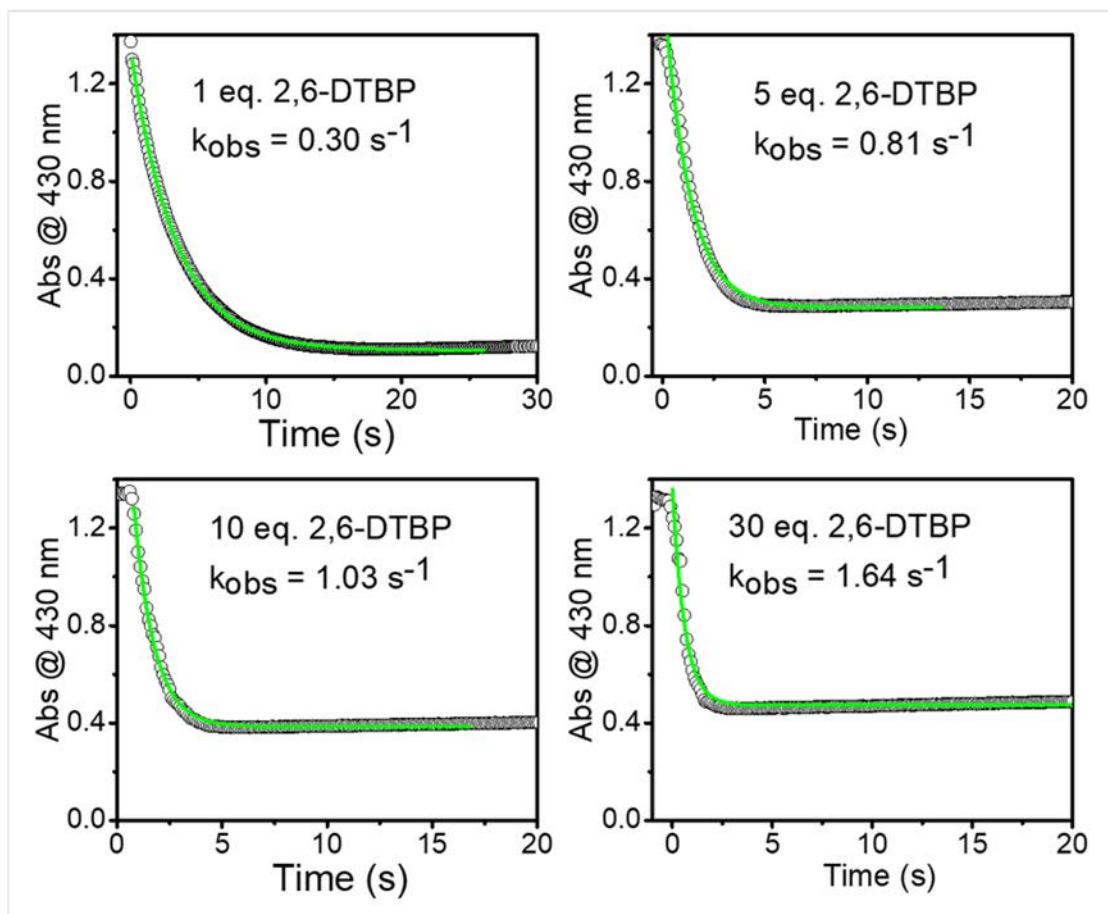 1 eq. 2,6-DTBP
kobs = 0.30 s-1
Abs @ 430 nm
1.2
0.8
0.4
0.0
0
10
20
30
Time (s)
5 eq. 2,6-DTBP
kobs = 0.81 s-1
Abs @ 430 nm
1.2
0.8
0.4
0.0
0
5
10
15
20
Time (s)
10 eq. 2,6-DTBP
kobs = 1.03 s-1
Abs @ 430 nm
1.2
0.8
0.4
0.0
0
5
10
15
20
Time (s)
30 eq. 2,6-DTBP
kobs = 1.64 s-1
Abs @ 430 nm
1.2
0.8
0.4
0.0
0
5
10
15
20
Time (s)